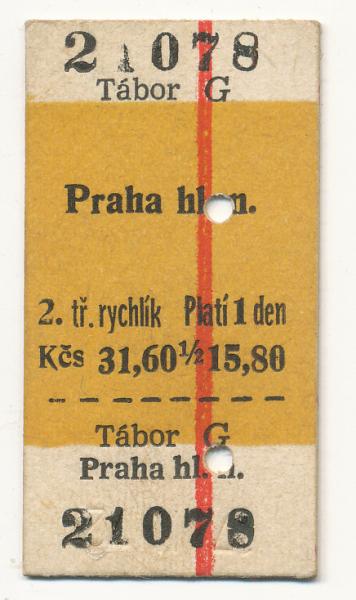 21078
Tábor G
Praha hl. n.
2. tř. rychlík Platí 1 den
Kčs 31,60 ½ 15,80
Tábor G
Praha hl. n.
21078